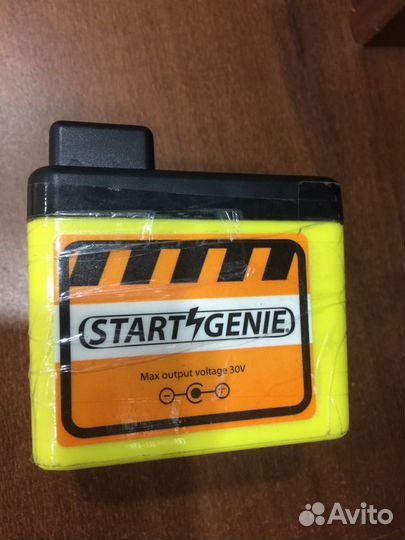 START GENIE®
Max output voltage 30V
- +
Avito